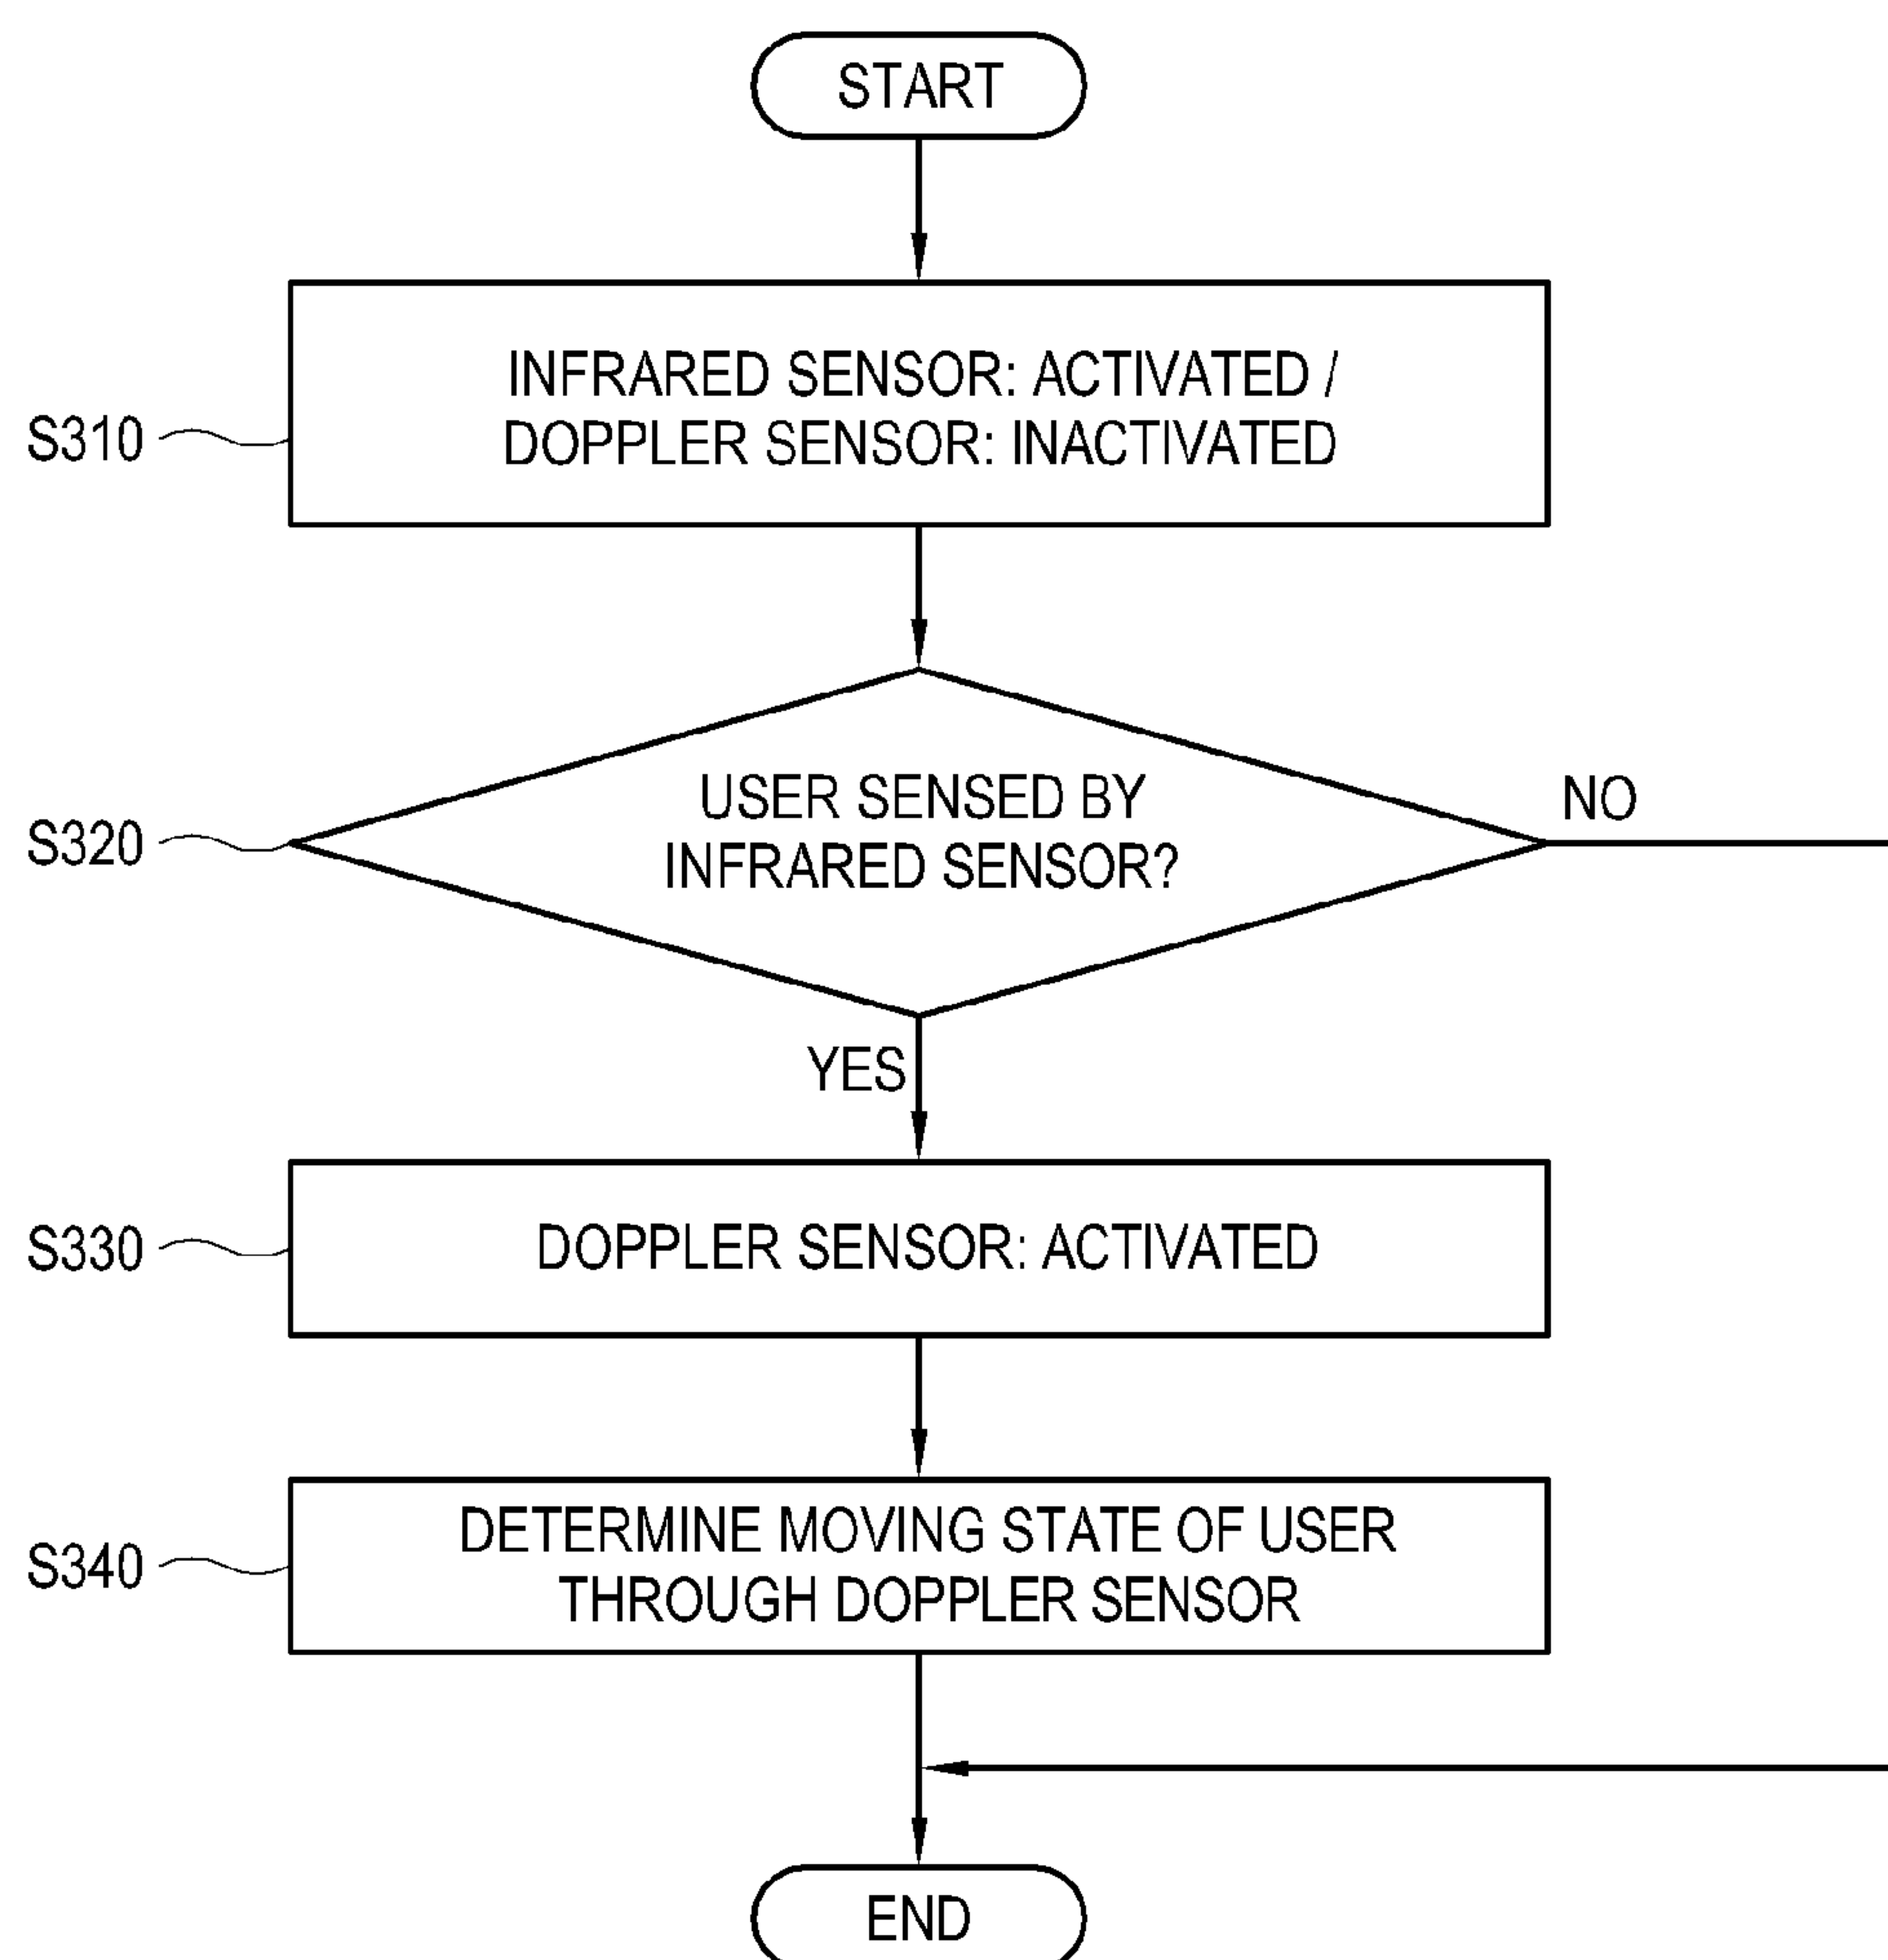 START
S310
INFRARED SENSOR: ACTIVATED /
DOPPLER SENSOR: INACTIVATED
S320
USER SENSED BY
INFRARED SENSOR?
NO
YES
S330
DOPPLER SENSOR: ACTIVATED
S340
DETERMINE MOVING STATE OF USER
THROUGH DOPPLER SENSOR
END